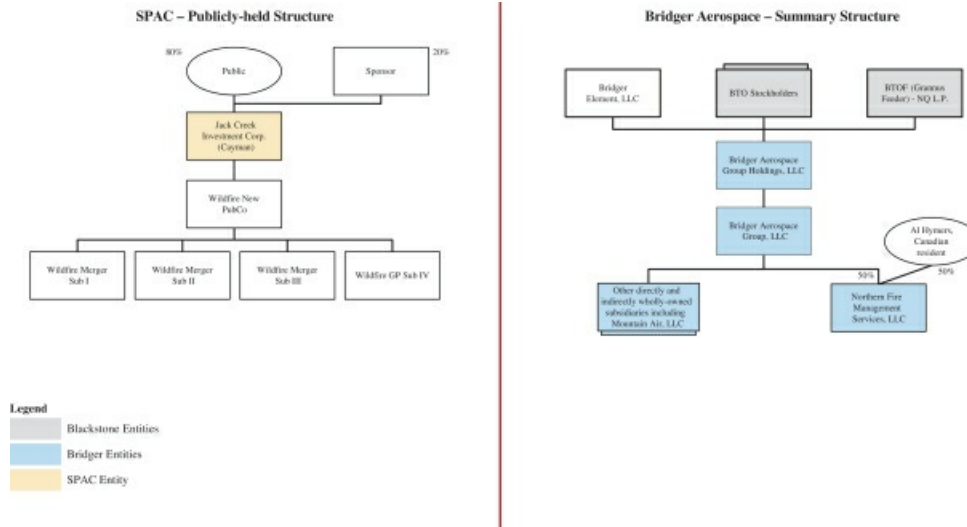 SPAC – Publicly-held Structure
80%
Public
Sponsor
20%
Jack Creek
Investment Corp.
(Cayman)
Wildfire New
PubCo
Wildfire Merger
Sub I
Wildfire Merger
Sub II
Wildfire Merger
Sub III
Wildfire GP Sub IV
Legend
Blackstone Entities
Bridger Entities
SPAC Entity
Bridger Aerospace – Summary Structure
Bridger
Element, LLC
BTO Stockholders
BTOF (Grannus
Feeder) - NQ L.P.
Bridger Aerospace
Group Holdings, LLC
Bridger Aerospace
Group, LLC
Al Hymers,
Canadian
resident
50%
50%
Other directly and
indirectly wholly-owned
subsidiaries including
Mountain Air, LLC
Northern Fire
Management
Services, LLC